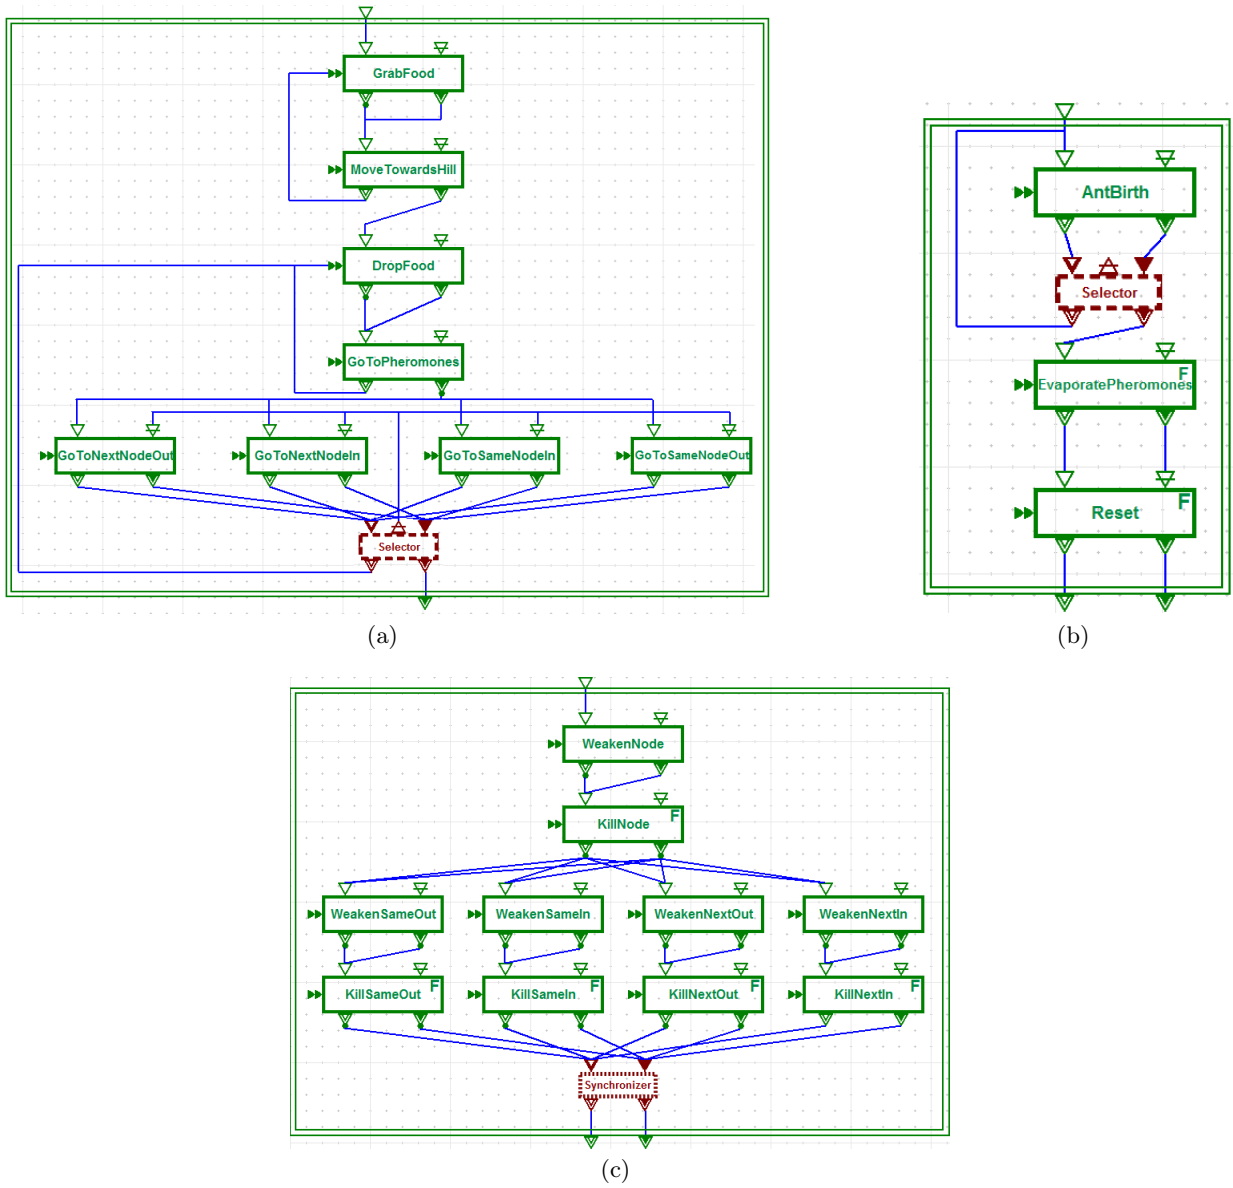 GrabFood
MoveTowardsHill
DropFood
GoToPheromones
GoToNextNodeOut
GoToNextNodeIn
GoToSameNodeIn
GoToSameNodeOut
Selector
(a)
AntBirth
Selector
F
EvaporatePheromones
F
Reset
(b)
WeakenNode
KillNode F
WeakenSameOut
WeakenSameIn
WeakenNextOut
WeakenNextIn
KillSameOut F
KillSameIn F
KillNextOut F
KillNextIn F
Synchronizer
(c)